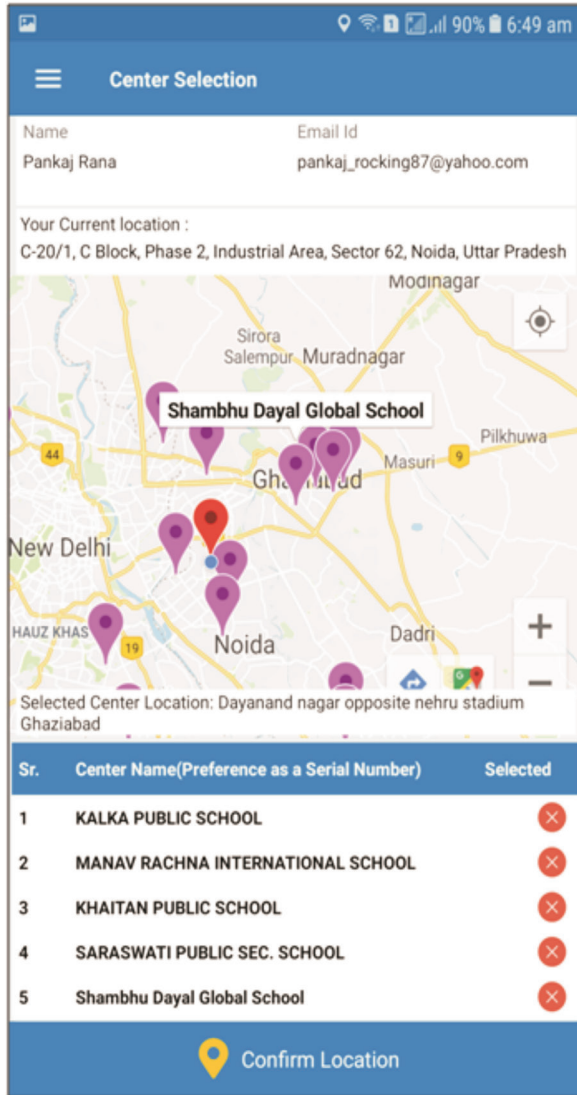 90% 6:49 am
Center Selection
Name Email Id
Pankaj Rana pankaj_rocking87@yahoo.com
Your Current location :
C-20/1, C Block, Phase 2, Industrial Area, Sector 62, Noida, Uttar Pradesh
Modinagar
Sirora
Salempur Muradnagar
Shambhu Dayal Global School
Pilkhuwa
44
Masuri 9
New Delhi
HAUZ KHAS
19
Noida
Dadri
Selected Center Location: Dayanand nagar opposite nehru stadium
Ghaziabad
Sr. Center Name(Preference as a Serial Number) Selected
1 KALKA PUBLIC SCHOOL
2 MANAV RACHNA INTERNATIONAL SCHOOL
3 KHAITAN PUBLIC SCHOOL
4 SARASWATI PUBLIC SEC. SCHOOL
5 Shambhu Dayal Global School
Confirm Location